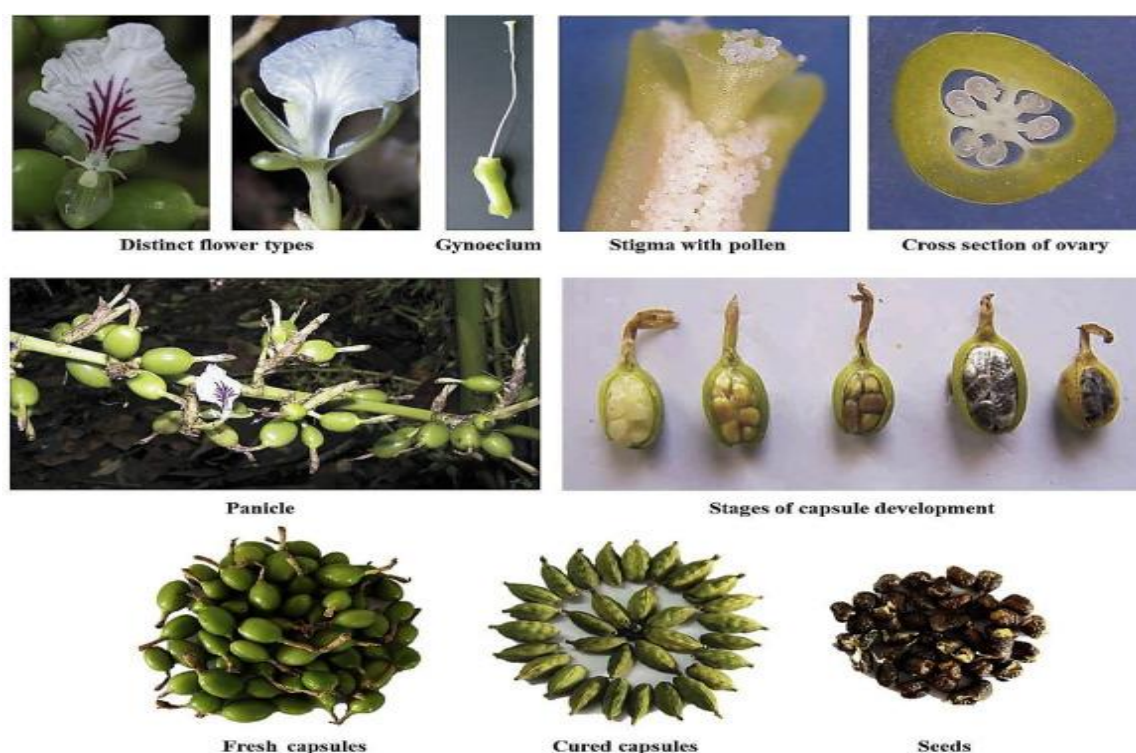 Distinct flower types
Gynoecium
Stigma with pollen
Cross section of ovary
Panicle
Stages of capsule development
Fresh capsules
Cured capsules
Seeds